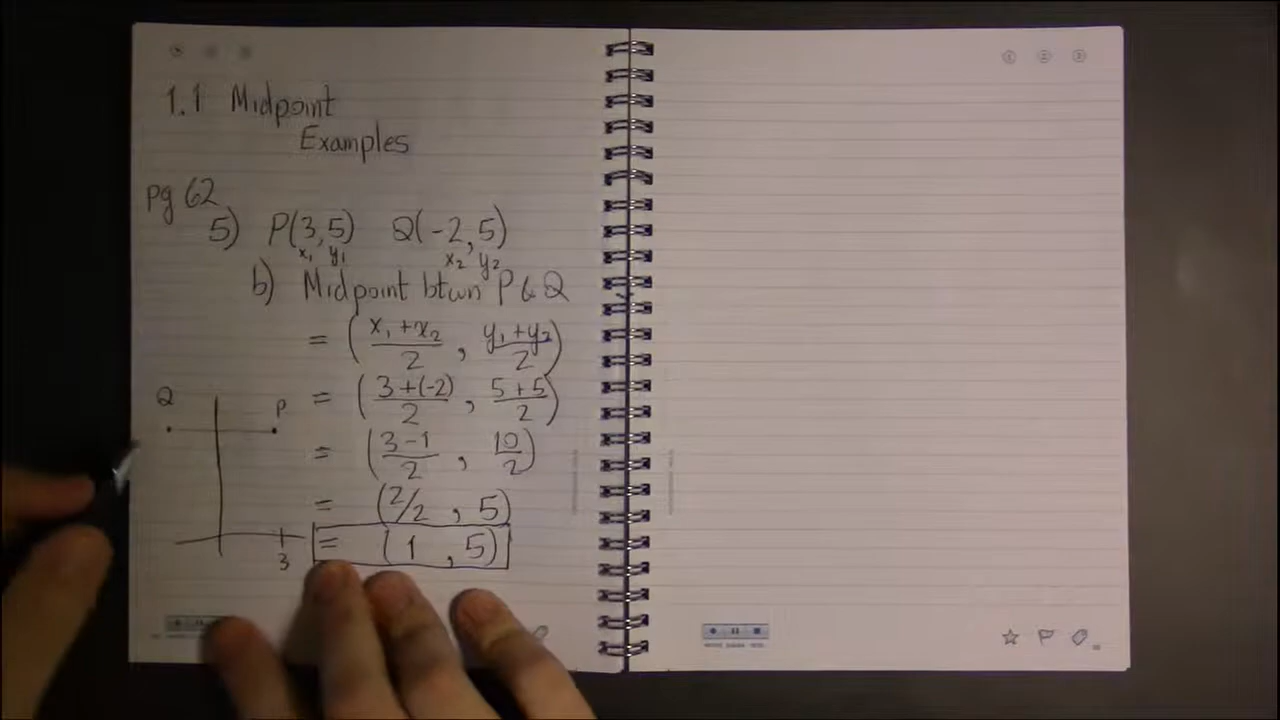 1.1 Midpoint
Examples
pg 62
5) P(3,5) Q(-2,5)
x₁ y₁ x₂ y₂
b) Midpoint btwn P & Q
= (x₁+x₂/2 , y₁+y₂/2)
= (3+(-2)/2 , 5+5/2)
= (3-1/2 , 10/2)
= (2/2 , 5)
= (1 , 5)
Q P
3